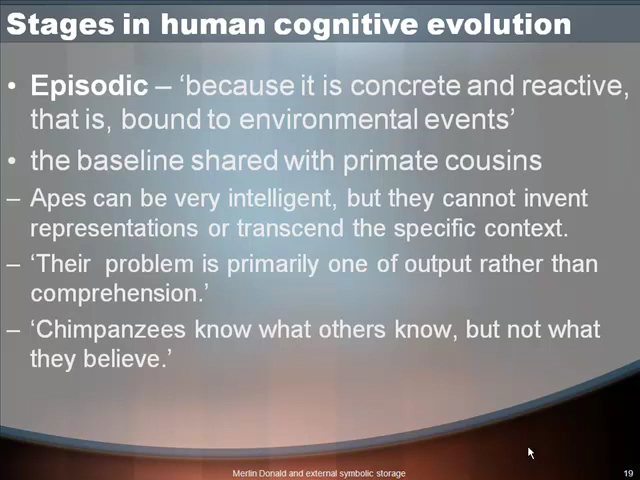 Stages in human cognitive evolution
• Episodic – ‘because it is concrete and reactive,
that is, bound to environmental events’
• the baseline shared with primate cousins
– Apes can be very intelligent, but they cannot invent
representations or transcend the specific context.
– ‘Their problem is primarily one of output rather than
comprehension.’
– ‘Chimpanzees know what others know, but not what
they believe.’
Merlin Donald and external symbolic storage
19